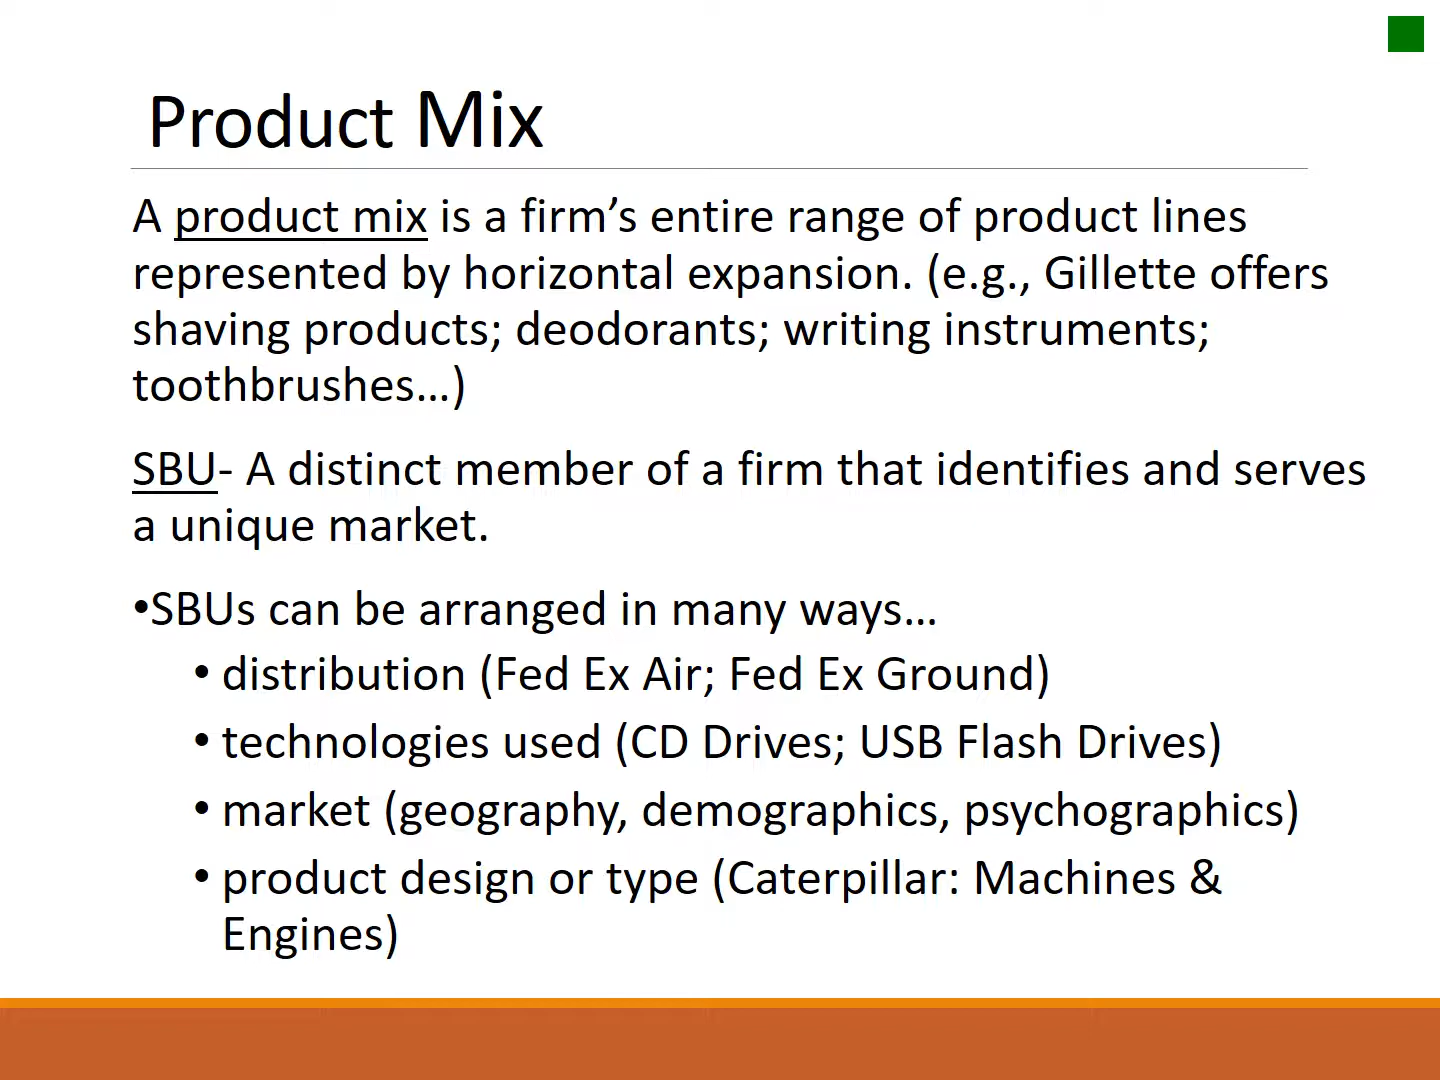 Product Mix
A product mix is a firm’s entire range of product lines
represented by horizontal expansion. (e.g., Gillette offers
shaving products; deodorants; writing instruments;
toothbrushes…)
SBU- A distinct member of a firm that identifies and serves
a unique market.
•SBUs can be arranged in many ways…
• distribution (Fed Ex Air; Fed Ex Ground)
• technologies used (CD Drives; USB Flash Drives)
• market (geography, demographics, psychographics)
• product design or type (Caterpillar: Machines &
Engines)